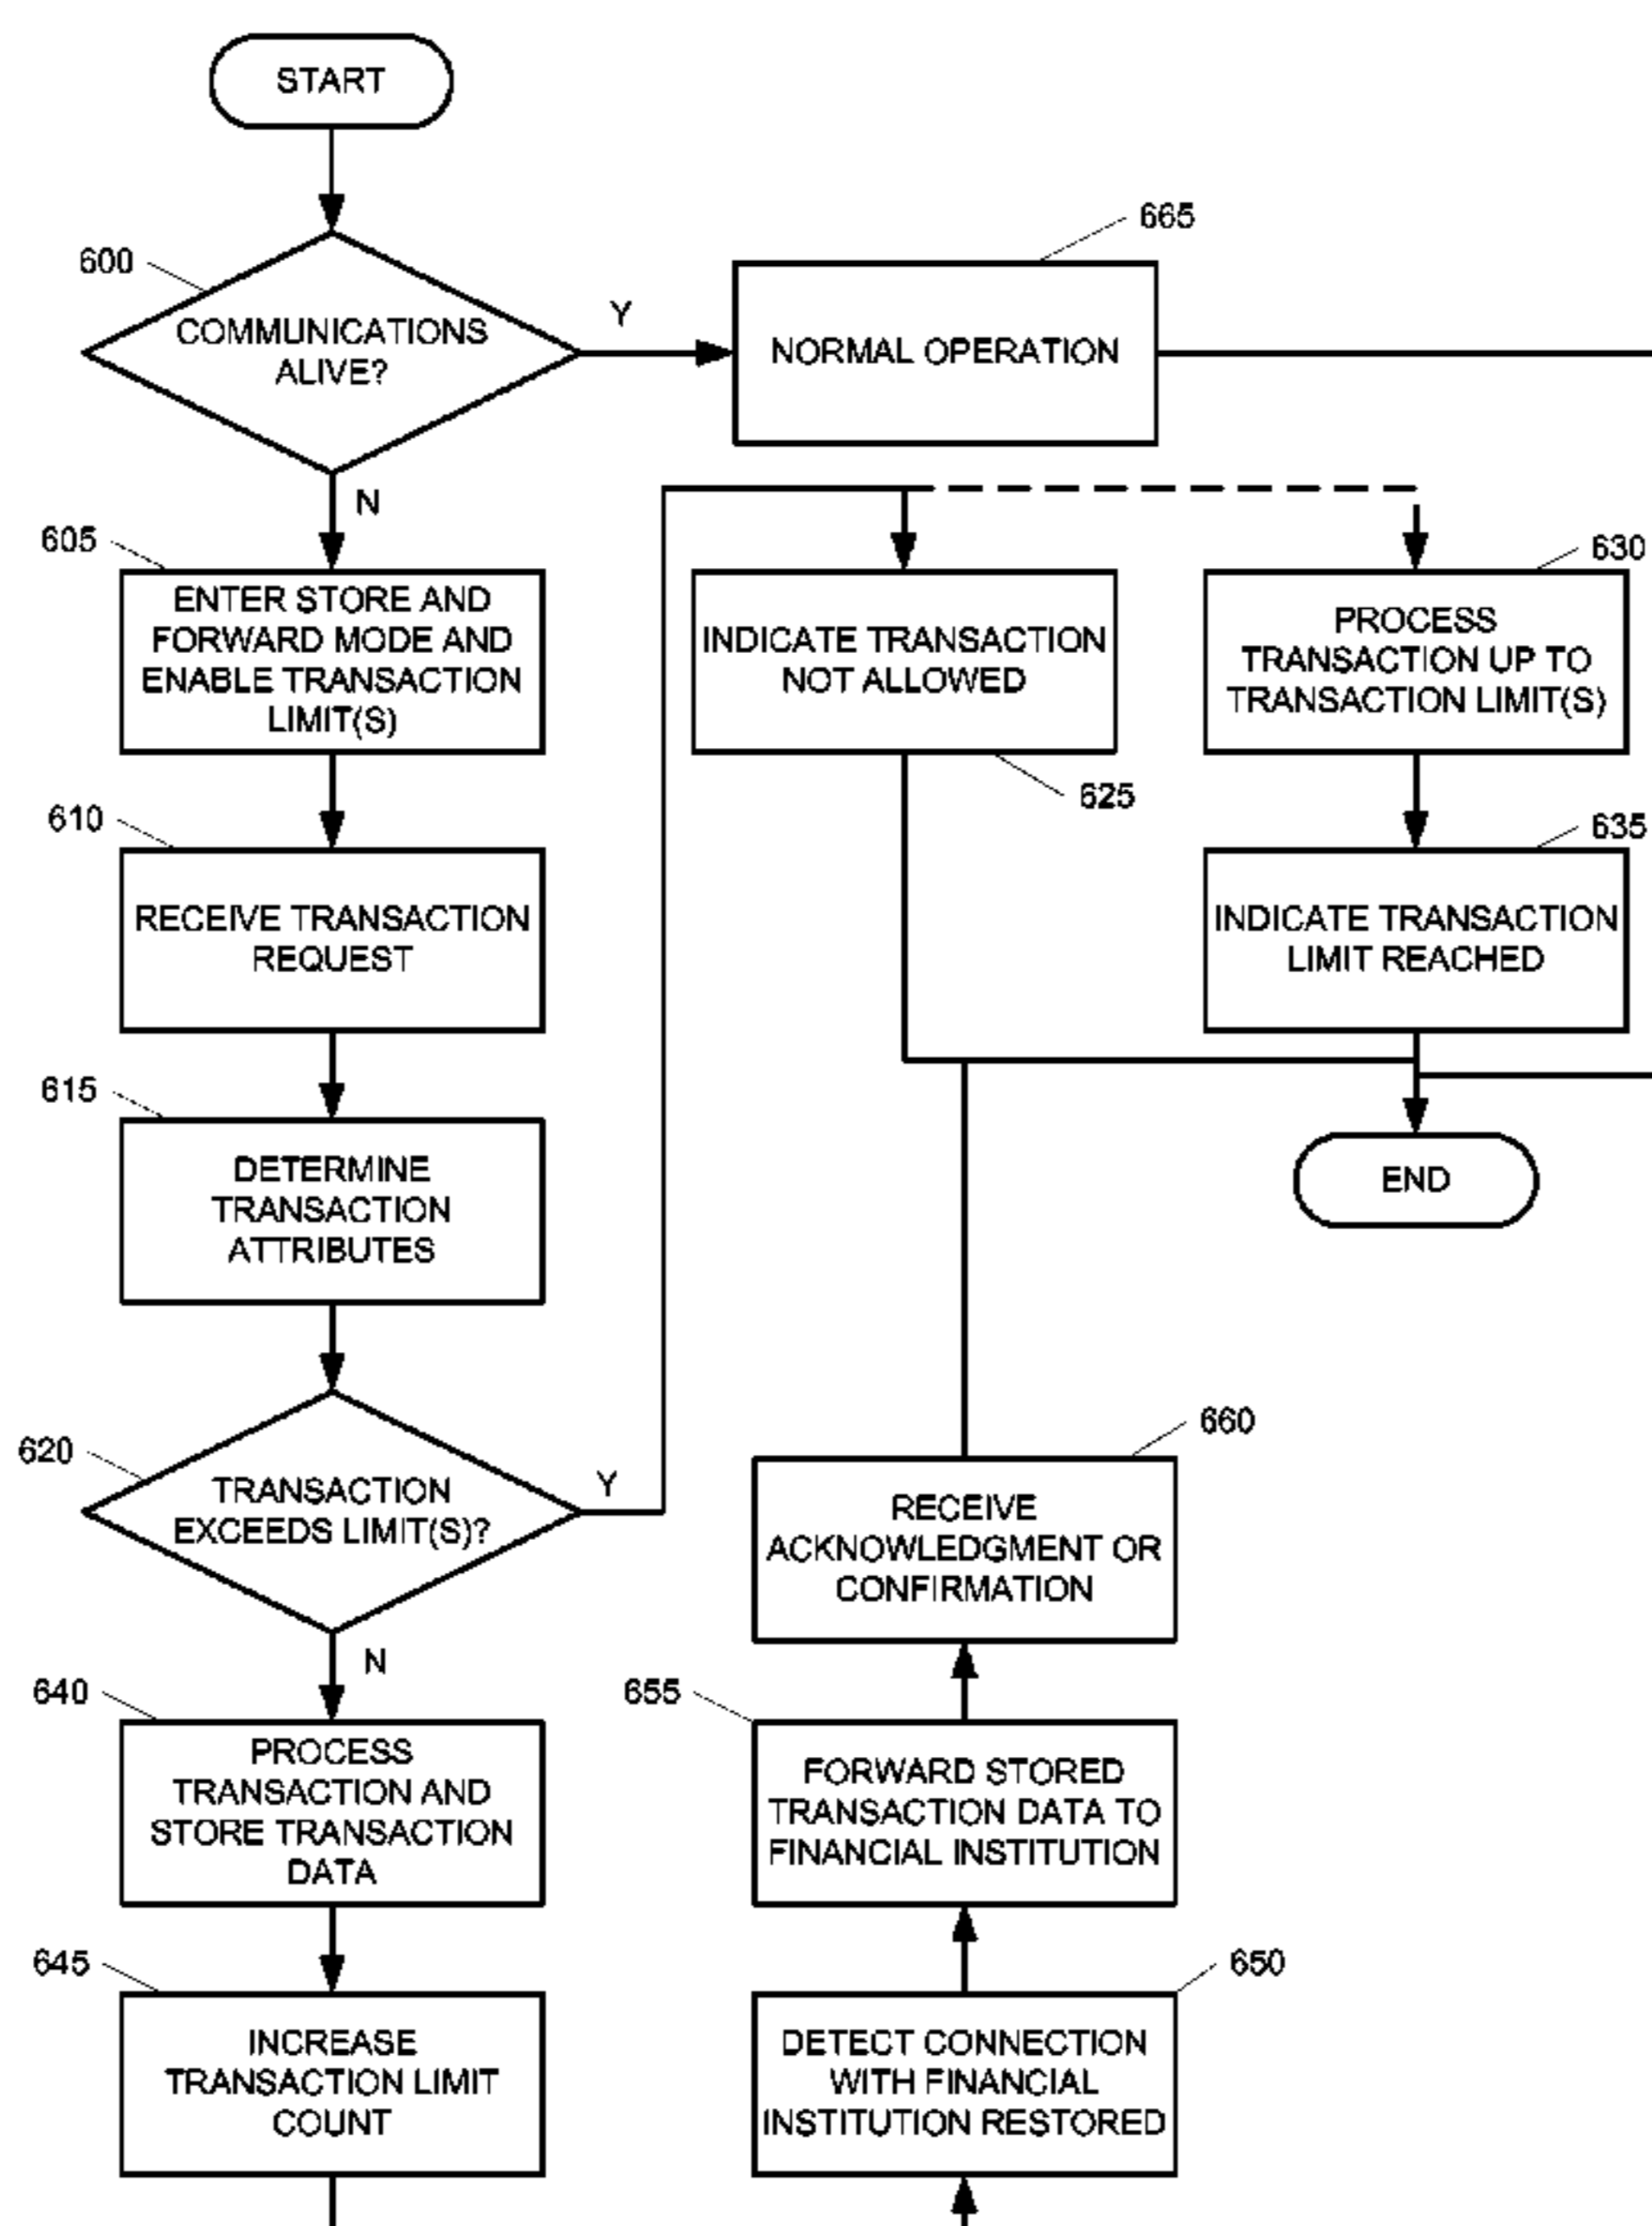 START
600
COMMUNICATIONS
ALIVE?
Y
665
NORMAL OPERATION
N
605
ENTER STORE AND
FORWARD MODE AND
ENABLE TRANSACTION
LIMIT(S)
INDICATE TRANSACTION
NOT ALLOWED
625
630
PROCESS
TRANSACTION UP TO
TRANSACTION LIMIT(S)
610
RECEIVE TRANSACTION
REQUEST
635
INDICATE TRANSACTION
LIMIT REACHED
615
DETERMINE
TRANSACTION
ATTRIBUTES
END
620
TRANSACTION
EXCEEDS LIMIT(S)?
Y
N
660
RECEIVE
ACKNOWLEDGMENT OR
CONFIRMATION
640
PROCESS
TRANSACTION AND
STORE TRANSACTION
DATA
655
FORWARD STORED
TRANSACTION DATA TO
FINANCIAL INSTITUTION
645
INCREASE
TRANSACTION LIMIT
COUNT
650
DETECT CONNECTION
WITH FINANCIAL
INSTITUTION RESTORED